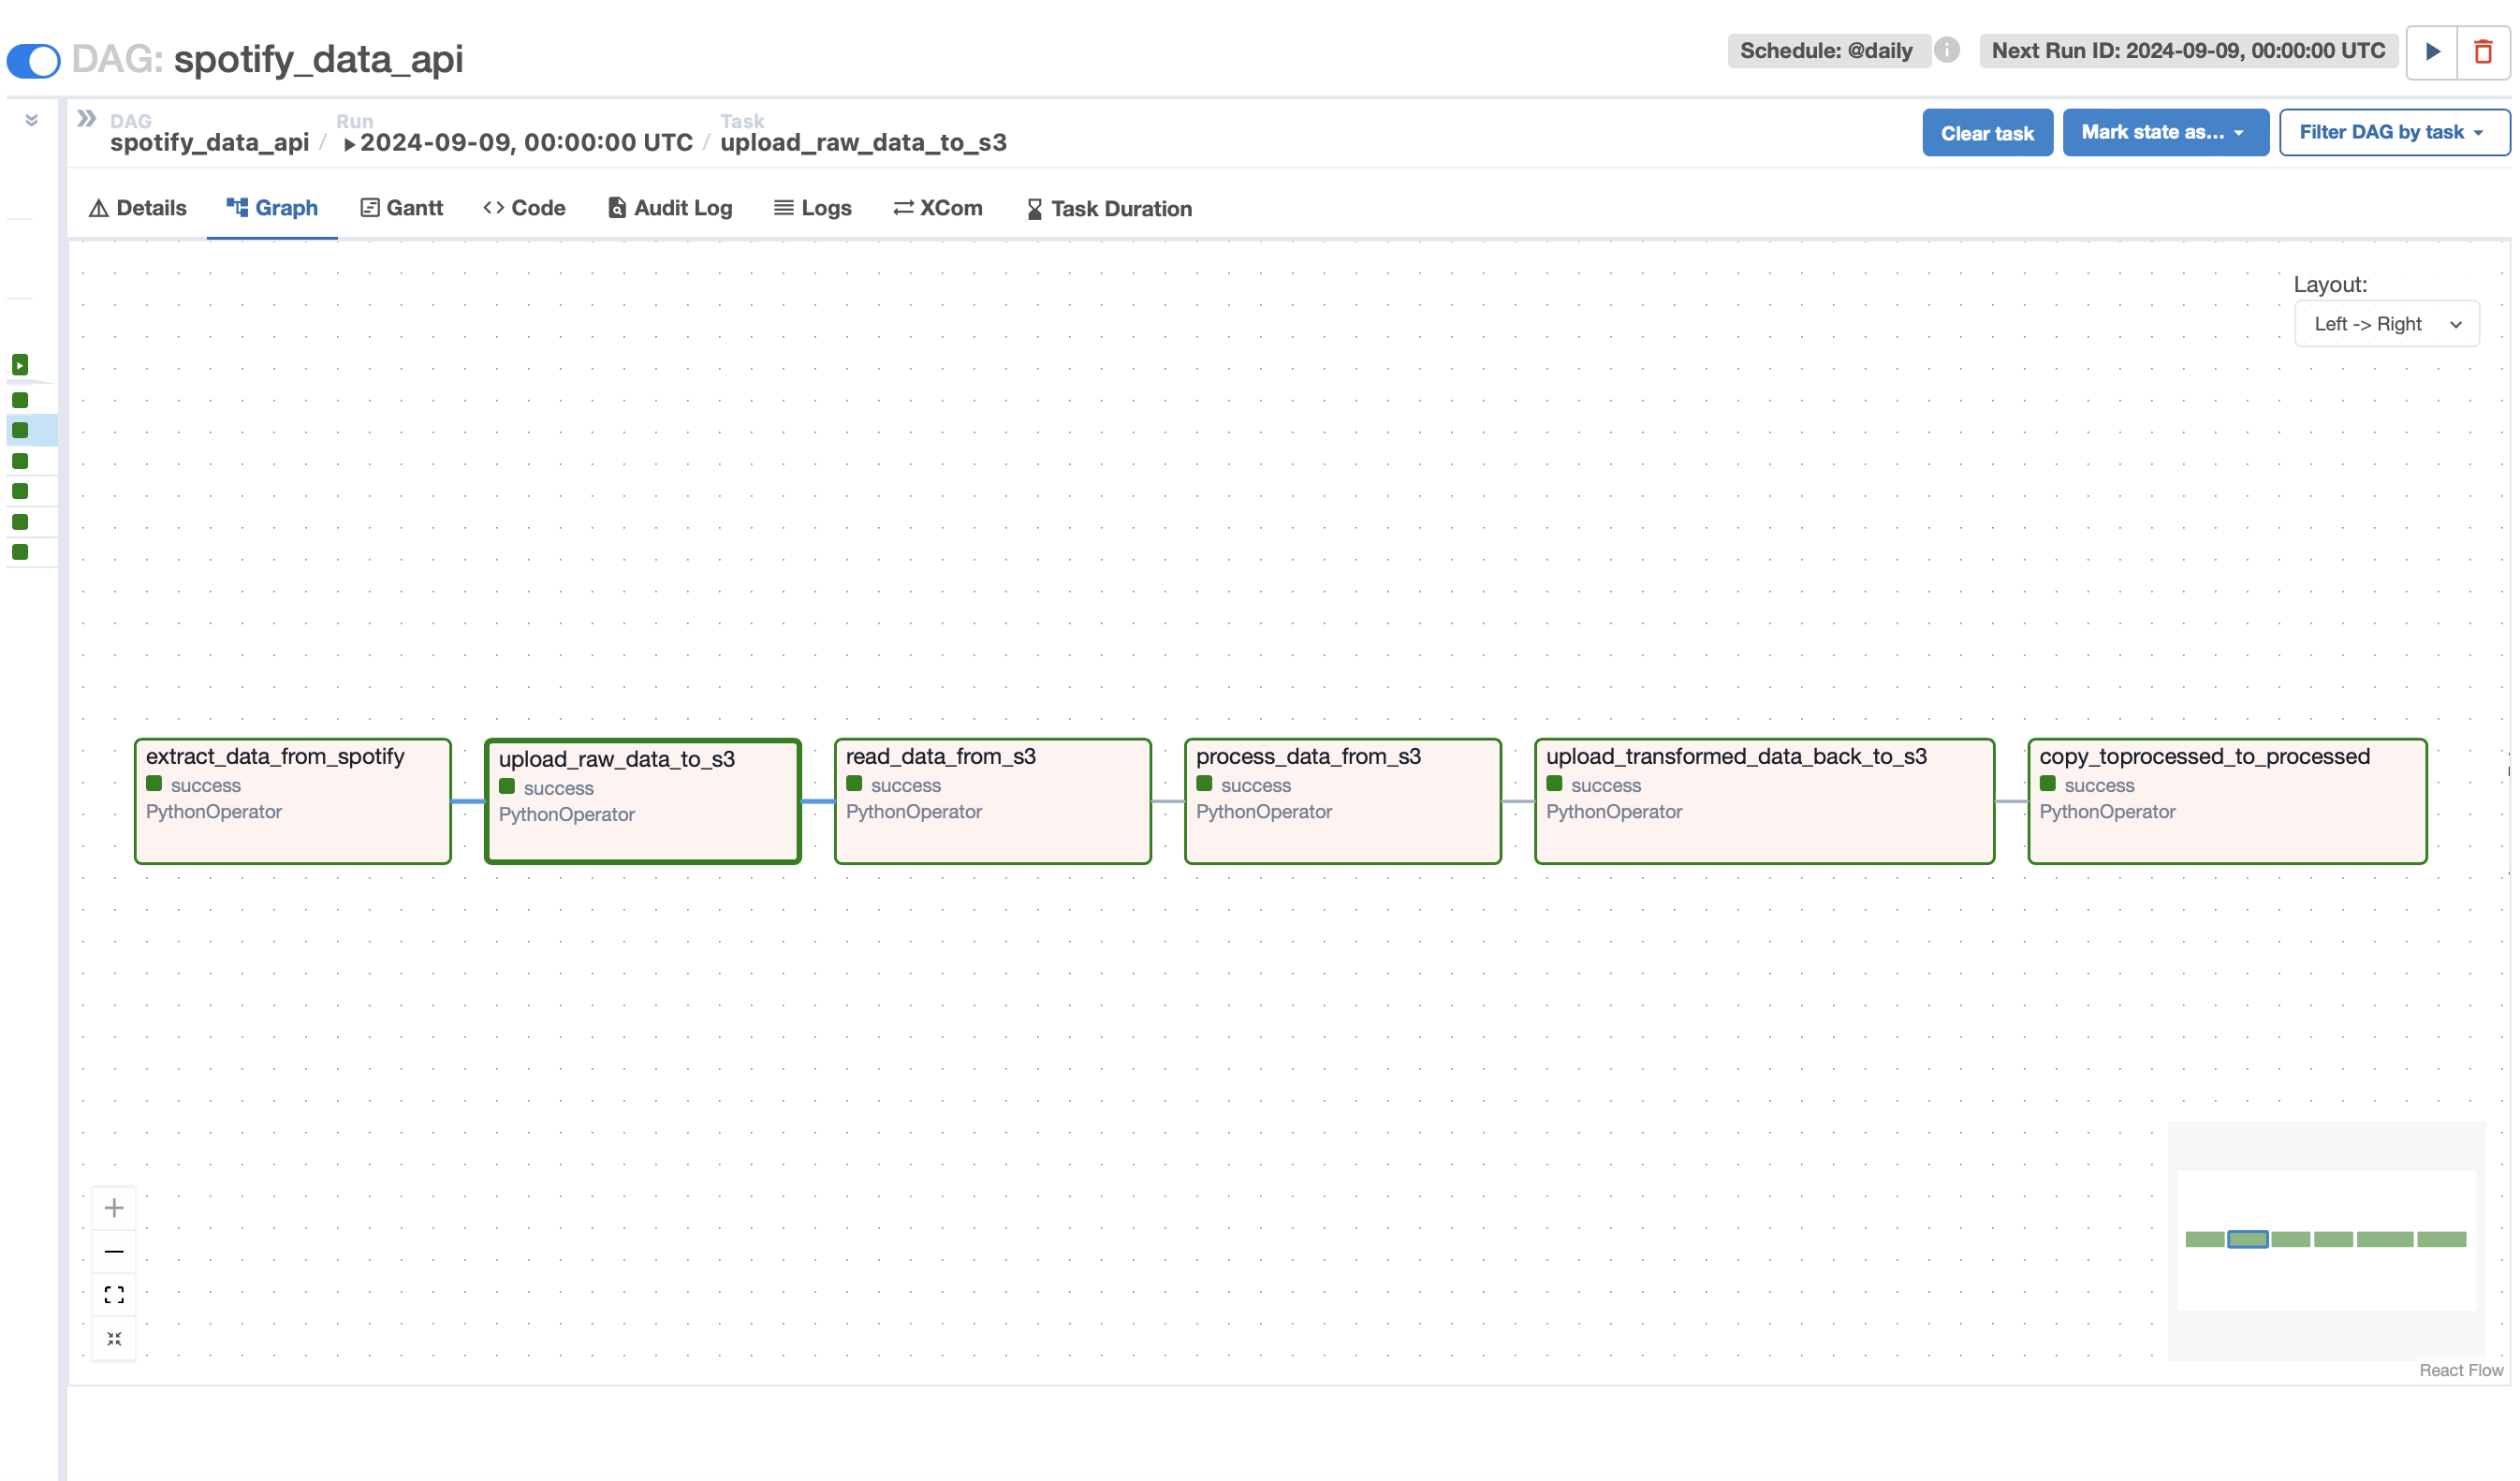 DAG: spotify_data_api
Schedule: @daily
Next Run ID: 2024-09-09, 00:00:00 UTC
DAG
spotify_data_api /
Run
2024-09-09, 00:00:00 UTC /
Task
upload_raw_data_to_s3
Clear task
Mark state as...
Filter DAG by task
Details
Graph
Gantt
Code
Audit Log
Logs
XCom
Task Duration
Layout:
Left -> Right
extract_data_from_spotify
success
PythonOperator
upload_raw_data_to_s3
success
PythonOperator
read_data_from_s3
success
PythonOperator
process_data_from_s3
success
PythonOperator
upload_transformed_data_back_to_s3
success
PythonOperator
copy_toprocessed_to_processed
success
PythonOperator
React Flow